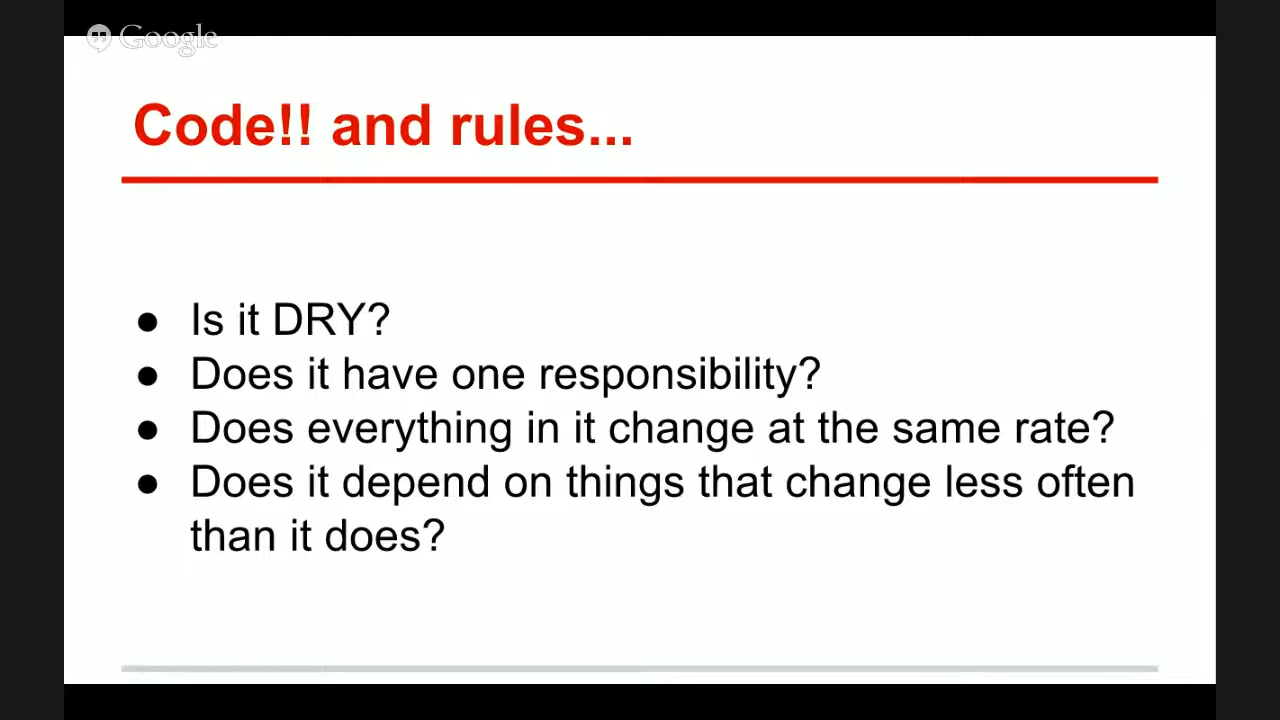 Google
Code!! and rules...
● Is it DRY?
● Does it have one responsibility?
● Does everything in it change at the same rate?
● Does it depend on things that change less often
than it does?